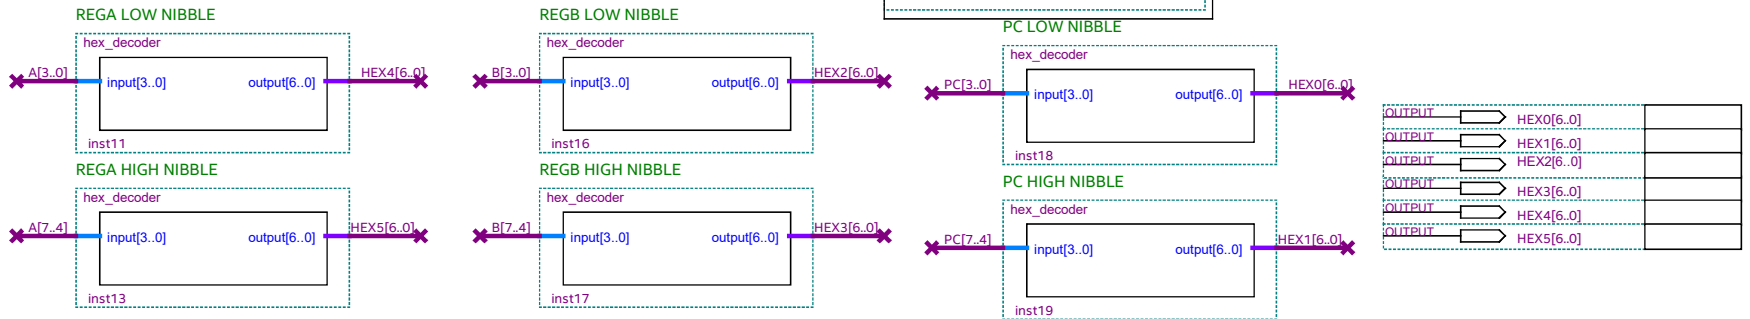 REGA LOW NIBBLE
hex_decoder
A[3..0]
input[3..0]
output[6..0]
HEX4[6..0]
inst11
REGA HIGH NIBBLE
hex_decoder
A[7..4]
input[3..0]
output[6..0]
HEX5[6..0]
inst13
REGB LOW NIBBLE
hex_decoder
B[3..0]
input[3..0]
output[6..0]
HEX2[6..0]
inst16
REGB HIGH NIBBLE
hex_decoder
B[7..4]
input[3..0]
output[6..0]
HEX3[6..0]
inst17
PC LOW NIBBLE
hex_decoder
PC[3..0]
input[3..0]
output[6..0]
HEX0[6..0]
inst18
PC HIGH NIBBLE
hex_decoder
PC[7..4]
input[3..0]
output[6..0]
HEX1[6..0]
inst19
OUTPUT HEX0[6..0]
OUTPUT HEX1[6..0]
OUTPUT HEX2[6..0]
OUTPUT HEX3[6..0]
OUTPUT HEX4[6..0]
OUTPUT HEX5[6..0]